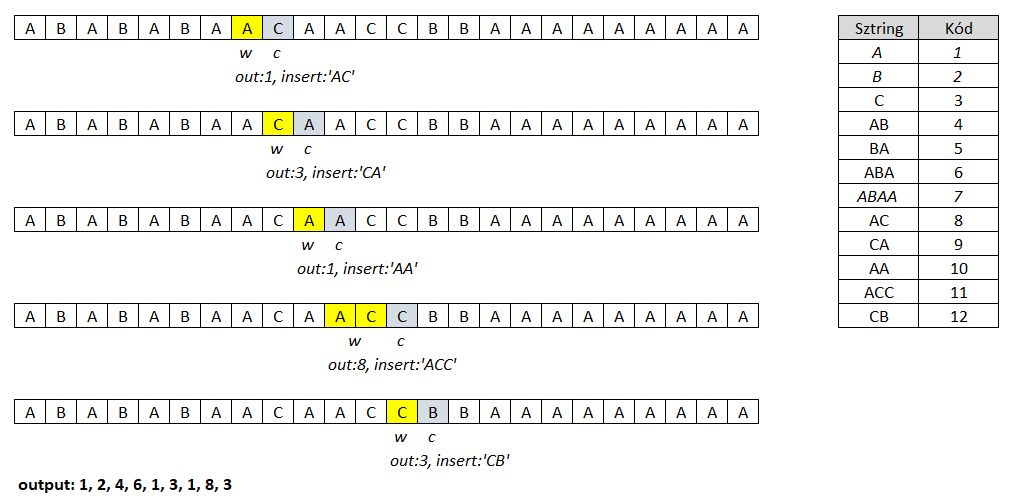 A B A B A B A A C A A C C B B A A A A A A A A A
w c
out:1, insert:'AC'
A B A B A B A A C A A C C B B A A A A A A A A A
w c
out:3, insert:'CA'
A B A B A B A A C A A C C B B A A A A A A A A A
w c
out:1, insert:'AA'
A B A B A B A A C A A C C B B A A A A A A A A A
w c
out:8, insert:'ACC'
A B A B A B A A C A A C C B B A A A A A A A A A
w c
out:3, insert:'CB'
output: 1, 2, 4, 6, 1, 3, 1, 8, 3
Sztring Kód
A 1
B 2
C 3
AB 4
BA 5
ABA 6
ABAA 7
AC 8
CA 9
AA 10
ACC 11
CB 12